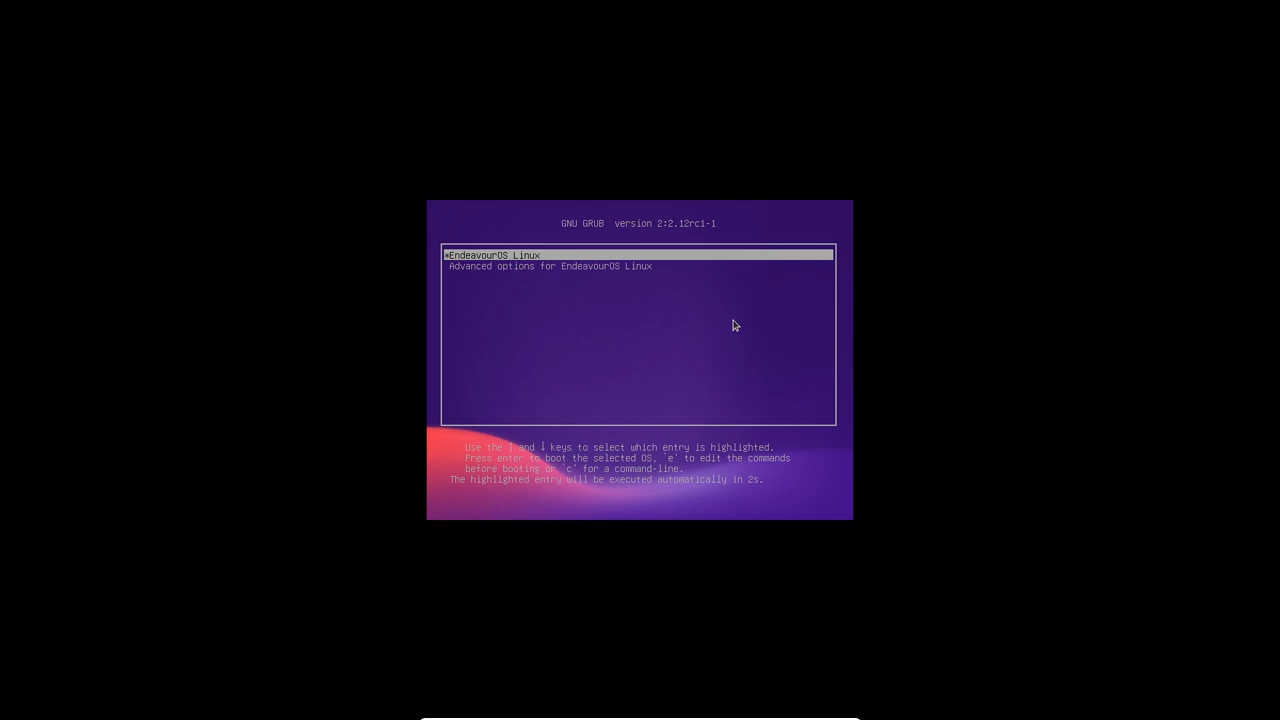 GNU GRUB  version 2:2.12rc1-1
*EndeavourOS Linux
Advanced options for EndeavourOS Linux
Use the ↑ and ↓ keys to select which entry is highlighted.
Press enter to boot the selected OS, `e' to edit the commands
before booting or `c' for a command-line.
The highlighted entry will be executed automatically in 2s.